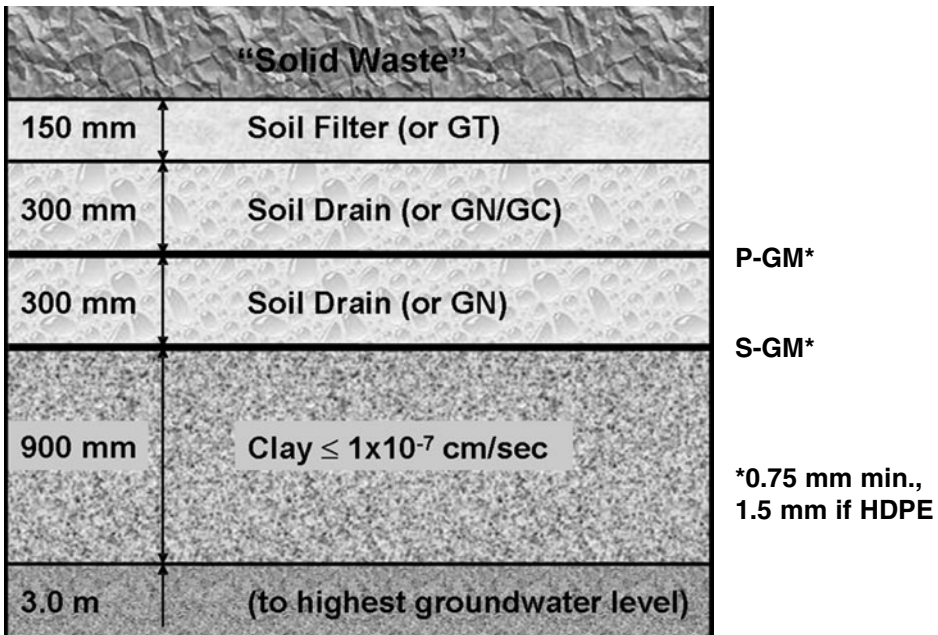 “Solid Waste”
150 mm Soil Filter (or GT)
300 mm Soil Drain (or GN/GC)
P-GM*
300 mm Soil Drain (or GN)
S-GM*
900 mm Clay ≤ 1x10⁻⁷ cm/sec
*0.75 mm min.,
1.5 mm if HDPE
3.0 m (to highest groundwater level)